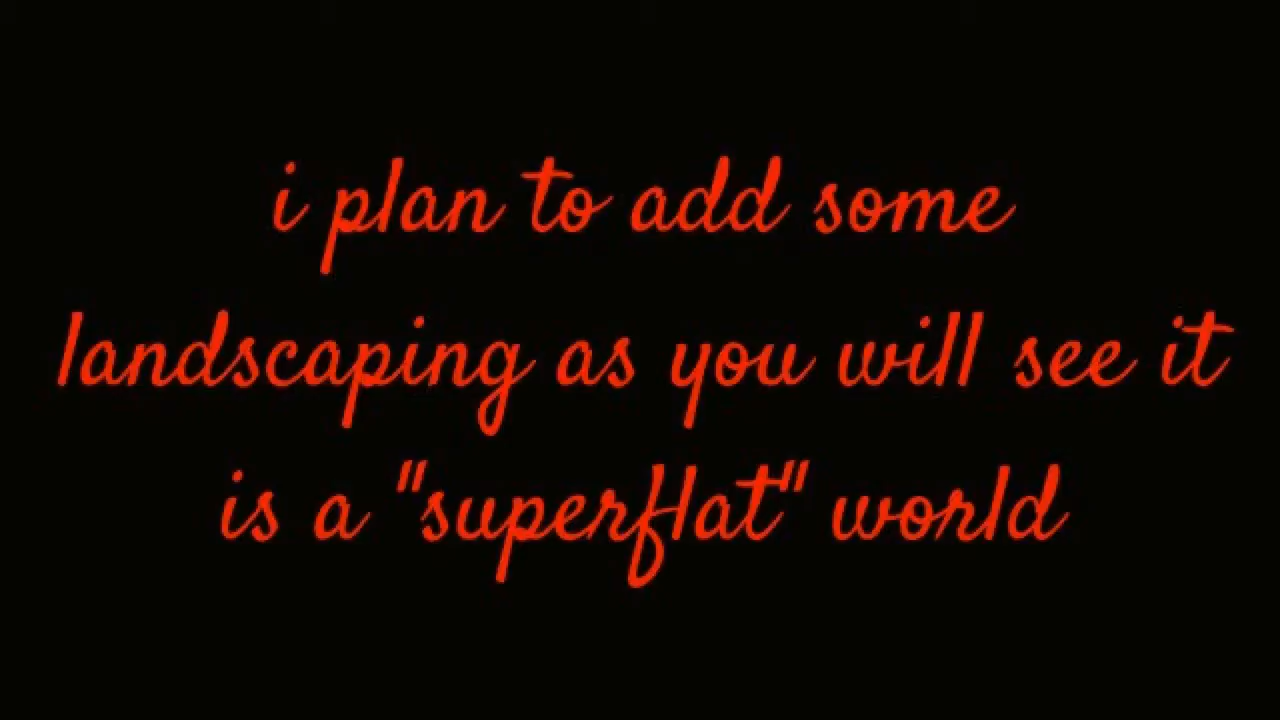 i plan to add some
landscaping as you will see it
is a "superflat" world